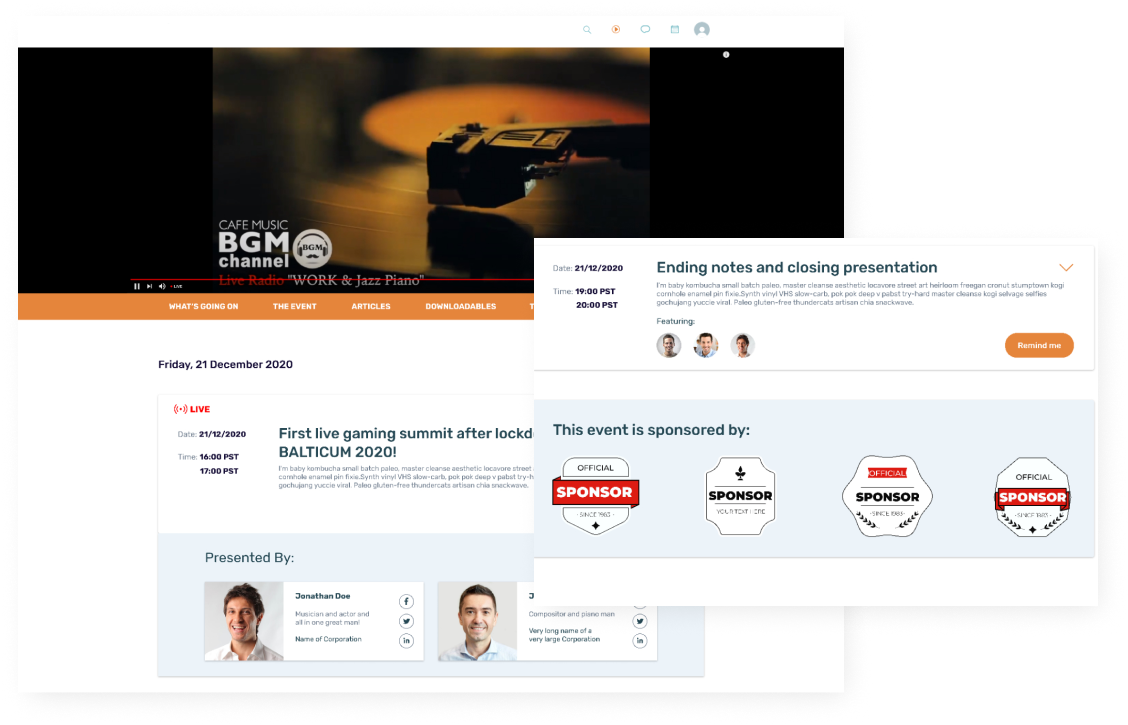 CAFE MUSIC
BGM
channel
BGM
Live Radio "WORK & Jazz Piano"
LIVE
WHAT'S GOING ON THE EVENT ARTICLES DOWNLOADABLES T
Friday, 21 December 2020
LIVE
Date: 21/12/2020
Time: 16:00 PST
17:00 PST
First live gaming summit after lockd
BALTICUM 2020!
I'm baby kombucha small batch paleo, master cleanse aesthetic locavore street
cornhole enamel pin fixie.Synth vinyl VHS slow-carb, pok pok deep v pabst try-h
gochujang yuccie viral. Paleo gluten-free thundercats artisan chia snackwave.
Presented By:
Jonathan Doe
Musician and actor and
all in one great man!
Name of Corporation
J
Compositor and piano man
Very long name of a
very large Corporation
Date: 21/12/2020
Time: 19:00 PST
20:00 PST
Ending notes and closing presentation
I'm baby kombucha small batch paleo, master cleanse aesthetic locavore street art heirloom freegan cronut stumptown kogi
cornhole enamel pin fixie.Synth vinyl VHS slow-carb, pok pok deep v pabst try-hard master cleanse kogi selvage selfies
gochujang yuccie viral. Paleo gluten-free thundercats artisan chia snackwave.
Featuring:
Remind me
This event is sponsored by:
OFFICIAL
SPONSOR
· SINCE 1983 ·
SPONSOR
YOUR TEXT HERE
OFFICIAL
SPONSOR
· SINCE 1983 ·
OFFICIAL
SPONSOR
· SINCE 1983 ·